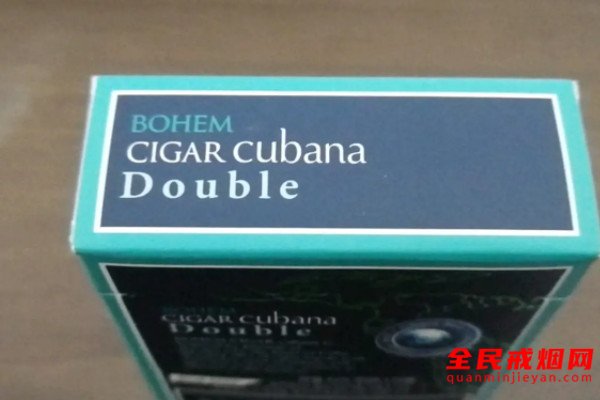 BOHEM
CIGAR cubana
Double
CIGAR cubana
Double
全民戒烟网
quanminjieyan.com